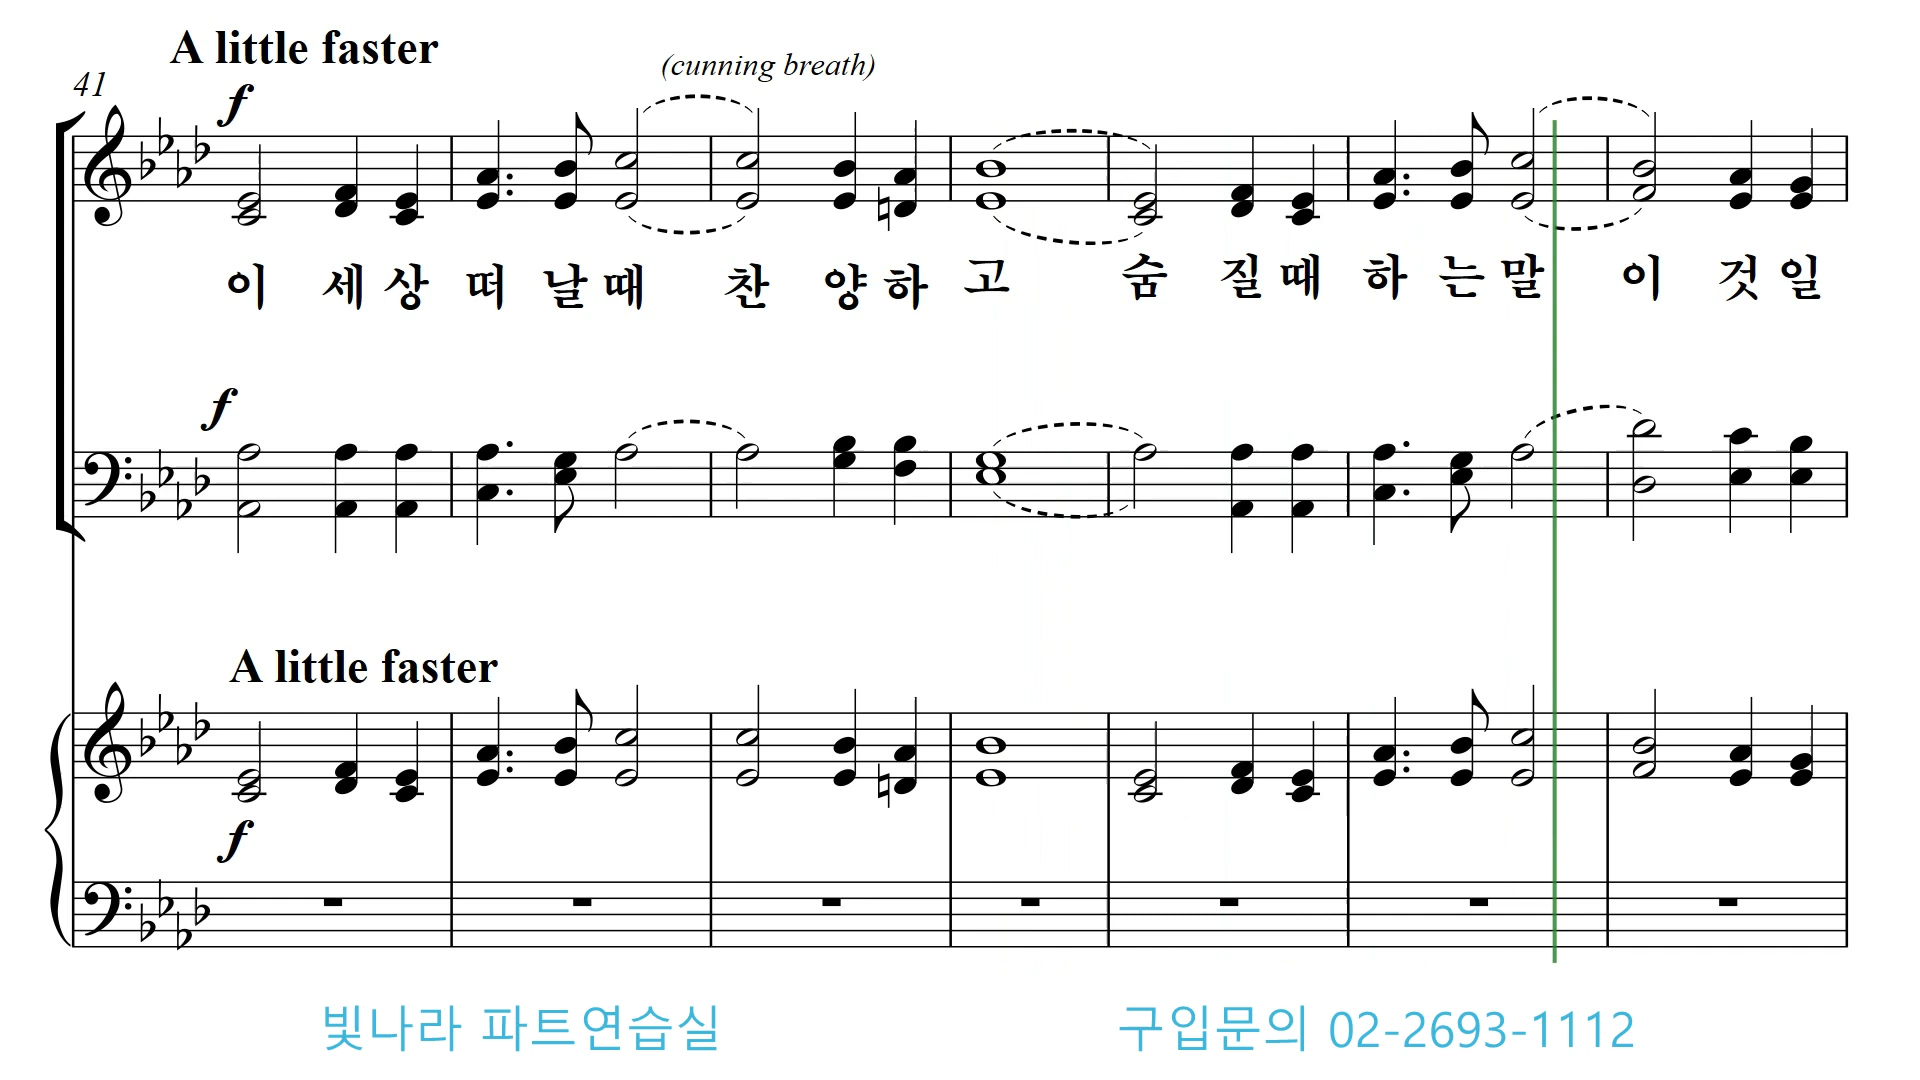 A little faster
(cunning breath)
41
f
이 세 상 떠 날 때 찬 양 하 고 숨 질 때 하 는 말 이 것 일
f
A little faster
f
빛나라 파트연습실 구입문의 02-2693-1112